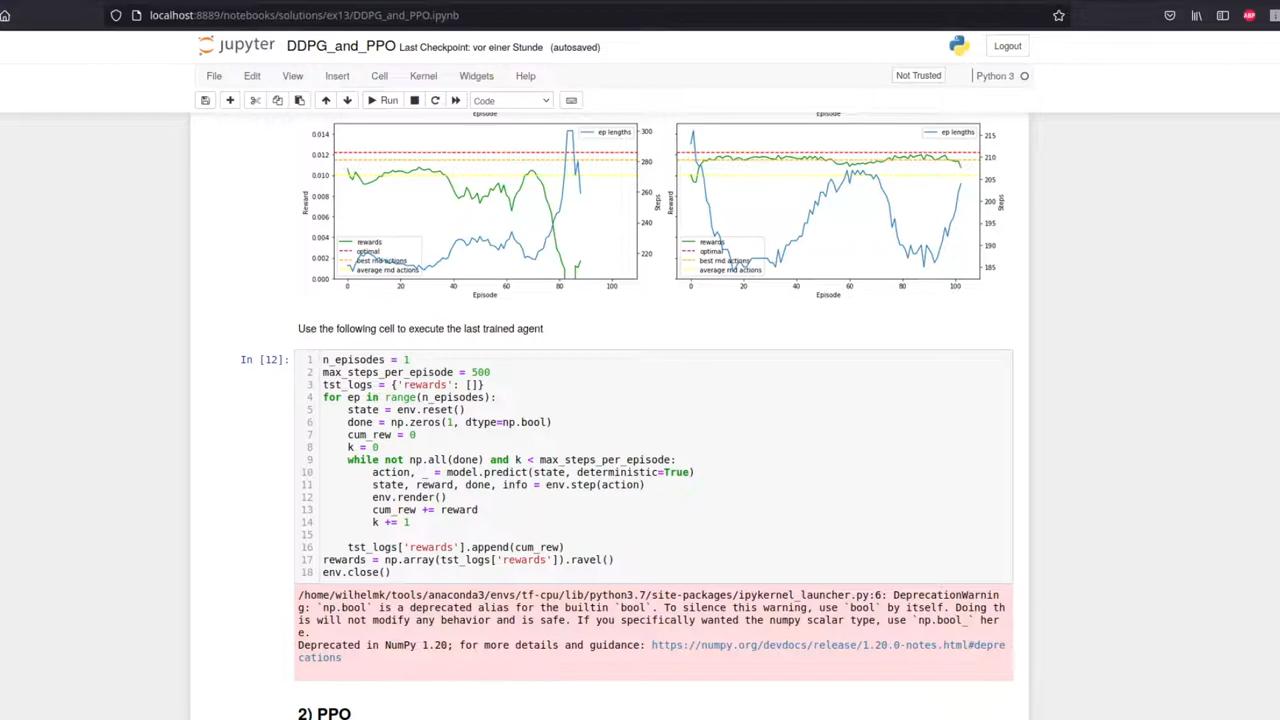 localhost:8889/notebooks/solutions/ex13/DDPG_and_PPO.ipynb
ABP
jupyter DDPG_and_PPO Last Checkpoint: vor einer Stunde (autosaved)
Logout
File Edit View Insert Cell Kernel Widgets Help
Not Trusted
Python 3
Run
Code
Episode
Episode
0.014
0.012
0.010
0.008
0.006
0.004
0.002
0.000
Reward
ep lengths
rewards
optimal
best rnd actions
average rnd actions
300
280
260
240
220
Steps
0 20 40 60 80 100
Episode
Reward
ep lengths
rewards
optimal
best rnd actions
average rnd actions
215
210
205
200
195
190
185
Steps
0 20 40 60 80 100
Episode
Use the following cell to execute the last trained agent
In [12]:
1 n_episodes = 1
2 max_steps_per_episode = 500
3 tst_logs = {'rewards': []}
4 for ep in range(n_episodes):
5 state = env.reset()
6 done = np.zeros(1, dtype=np.bool)
7 cum_rew = 0
8 k = 0
9 while not np.all(done) and k < max_steps_per_episode:
10 action, _ = model.predict(state, deterministic=True)
11 state, reward, done, info = env.step(action)
12 env.render()
13 cum_rew += reward
14 k += 1
15
16 tst_logs['rewards'].append(cum_rew)
17 rewards = np.array(tst_logs['rewards']).ravel()
18 env.close()
/home/wilhelmk/tools/anaconda3/envs/tf-cpu/lib/python3.7/site-packages/ipykernel_launcher.py:6: DeprecationWarnin
g: `np.bool` is a deprecated alias for the builtin `bool`. To silence this warning, use `bool` by itself. Doing th
is will not modify any behavior and is safe. If you specifically wanted the numpy scalar type, use `np.bool_` her
e.
Deprecated in NumPy 1.20; for more details and guidance: https://numpy.org/devdocs/release/1.20.0-notes.html#depre
cations
2) PPO